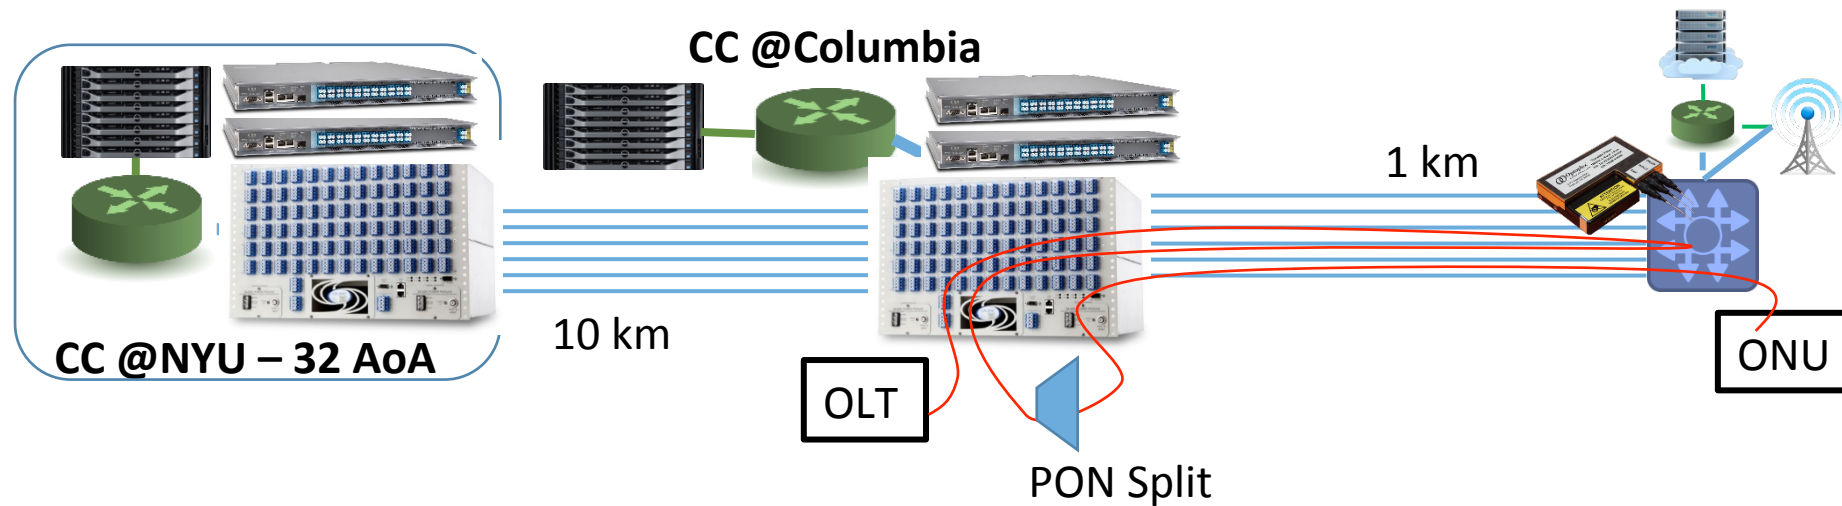 CC @Columbia
1 km
10 km
CC @NYU – 32 AoA
OLT
ONU
PON Split